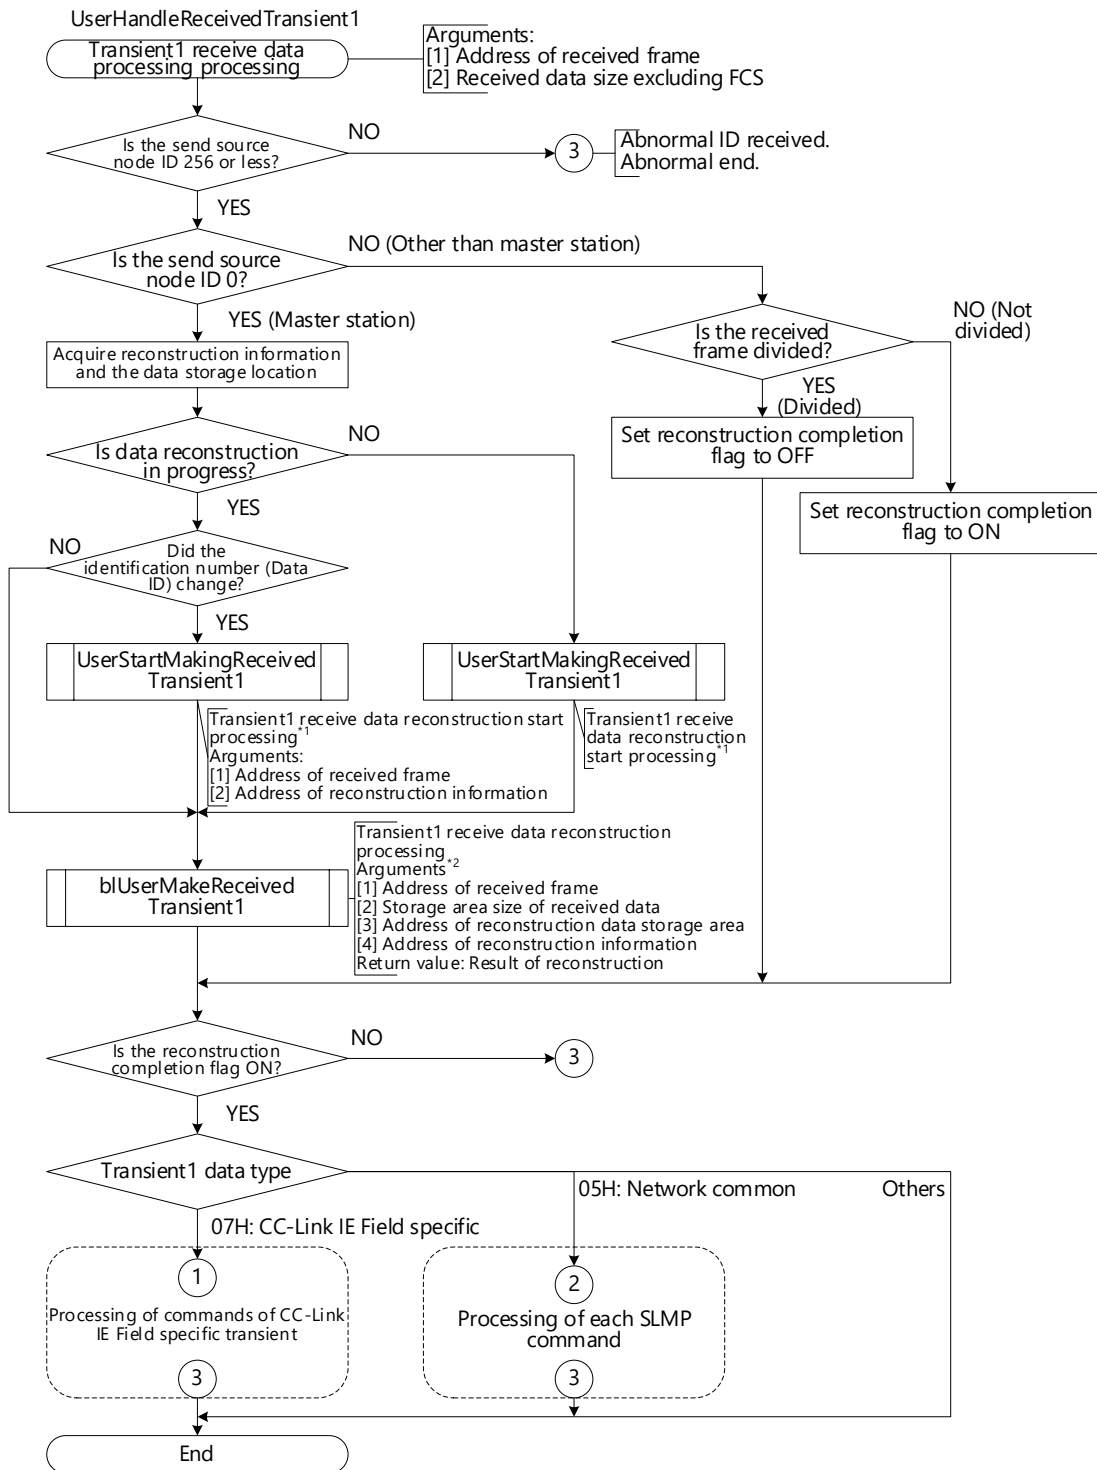 UserHandleReceivedTransient1
Transient1 receive data
processing processing
Arguments:
[1] Address of received frame
[2] Received data size excluding FCS
Is the send source
node ID 256 or less?
NO
3
Abnormal ID received.
Abnormal end.
YES
Is the send source
node ID 0?
NO (Other than master station)
YES (Master station)
Is the received
frame divided?
NO (Not
divided)
Acquire reconstruction information
and the data storage location
YES
(Divided)
Set reconstruction completion
flag to OFF
Is data reconstruction
in progress?
NO
YES
Set reconstruction completion
flag to ON
NO
Did the
identification number (Data
ID) change?
YES
UserStartMakingReceived
Transient1
UserStartMakingReceived
Transient1
Transient1 receive data reconstruction start
processing*1
Arguments:
[1] Address of received frame
[2] Address of reconstruction information
Transient1 receive
data reconstruction
start processing*1
blUserMakeReceived
Transient1
Transient1 receive data reconstruction
processing
Arguments*2
[1] Address of received frame
[2] Storage area size of received data
[3] Address of reconstruction data storage area
[4] Address of reconstruction information
Return value: Result of reconstruction
Is the reconstruction
completion flag ON?
NO
3
YES
Transient1 data type
05H: Network common
Others
07H: CC-Link IE Field specific
1
Processing of commands of CC-Link
IE Field specific transient
3
2
Processing of each SLMP
command
3
End